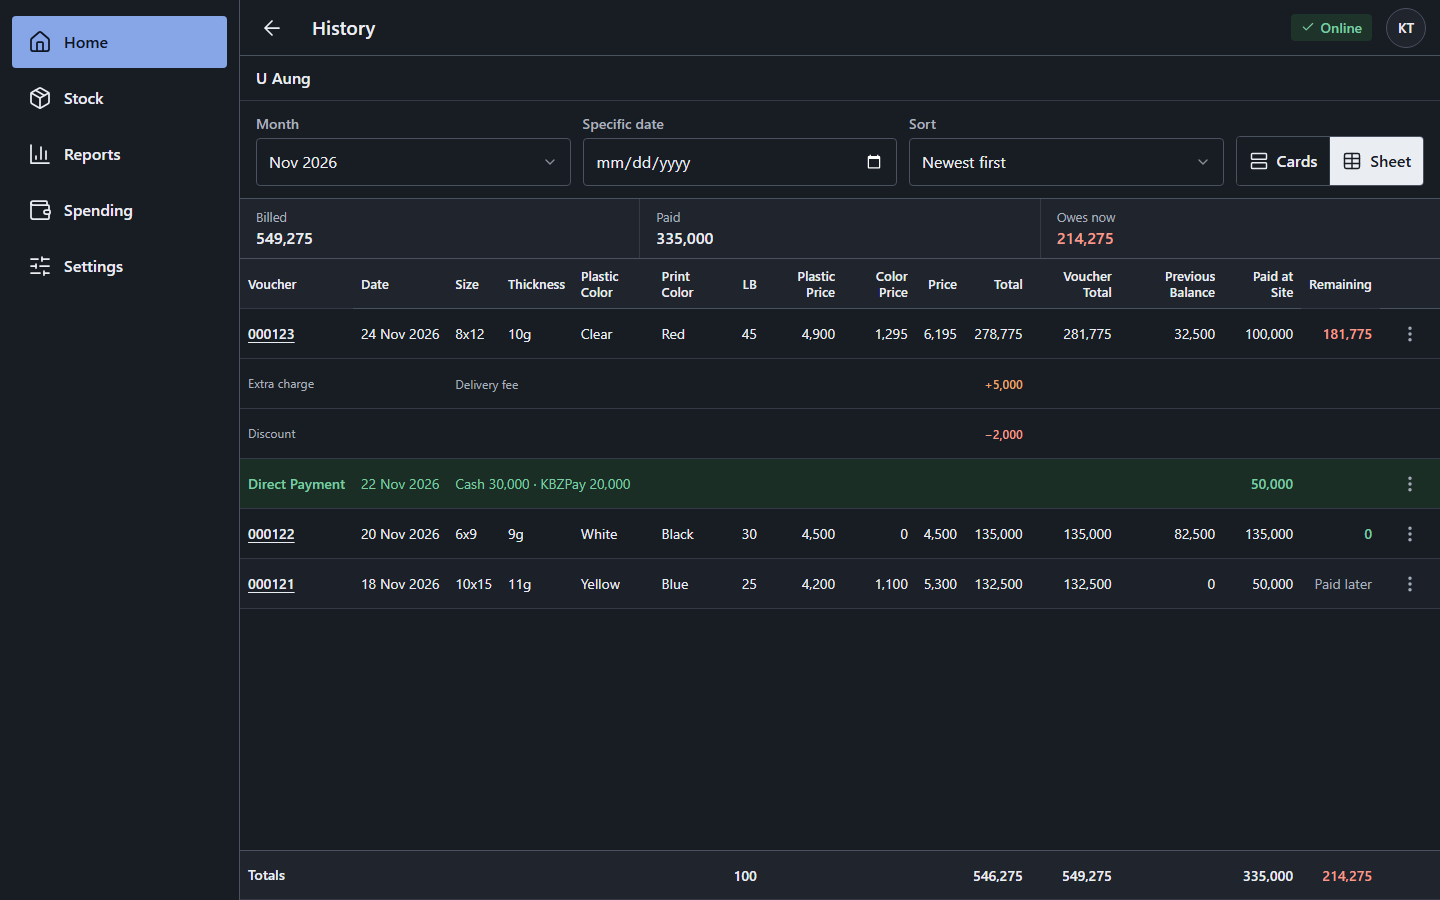 Home
Stock
Reports
Spending
Settings
History
Online
KT
U Aung
Month
Specific date
Sort
Nov 2026
mm/dd/yyyy
Newest first
Cards
Sheet
Billed
549,275
Paid
335,000
Owes now
214,275
Voucher Date Size Thickness Plastic Color Print Color LB Plastic Price Color Price Price Total Voucher Total Previous Balance Paid at Site Remaining
000123 24 Nov 2026 8x12 10g Clear Red 45 4,900 1,295 6,195 278,775 281,775 32,500 100,000 181,775
Extra charge Delivery fee +5,000
Discount −2,000
Direct Payment 22 Nov 2026 Cash 30,000 · KBZPay 20,000 50,000
000122 20 Nov 2026 6x9 9g White Black 30 4,500 0 4,500 135,000 135,000 82,500 135,000 0
000121 18 Nov 2026 10x15 11g Yellow Blue 25 4,200 1,100 5,300 132,500 132,500 0 50,000 Paid later
Totals 100 546,275 549,275 335,000 214,275